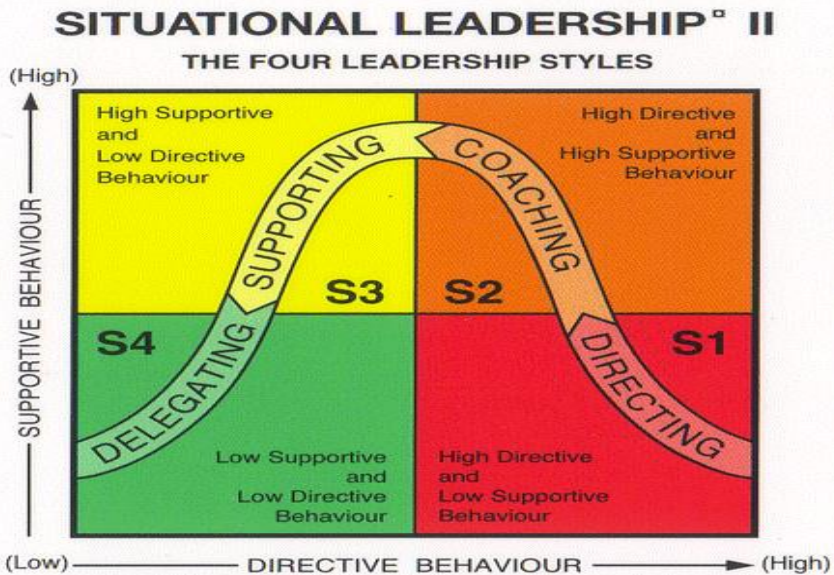 SITUATIONAL LEADERSHIP¤ II
THE FOUR LEADERSHIP STYLES
(High)
SUPPORTIVE BEHAVIOUR
High Supportive
and
Low Directive
Behaviour
SUPPORTING
S3
High Directive
and
High Supportive
Behaviour
COACHING
S2
S4
DELEGATING
Low Supportive
and
Low Directive
Behaviour
S1
DIRECTING
High Directive
and
Low Supportive
Behaviour
(Low)
DIRECTIVE BEHAVIOUR
(High)